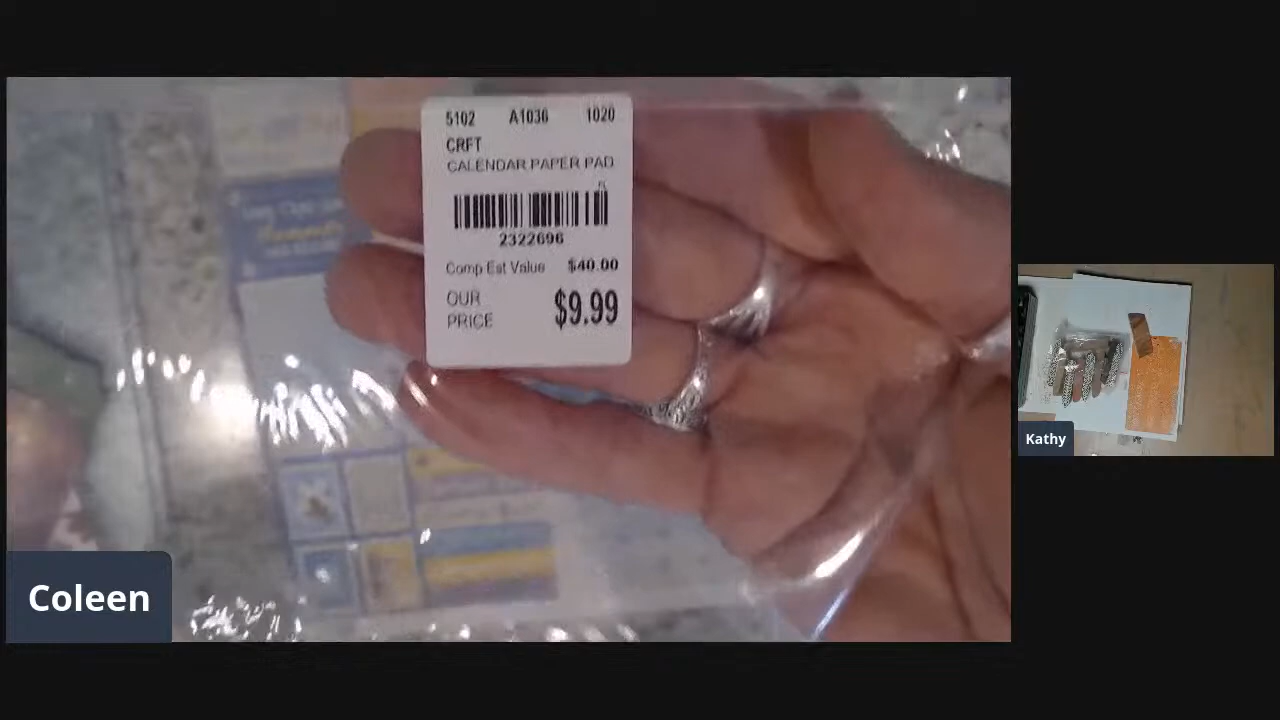 5102 A1036 1020
CRFT
CALENDAR PAPER PAD
2322696
Comp Est Value $40.00
OUR
PRICE $9.99
Kathy
Coleen